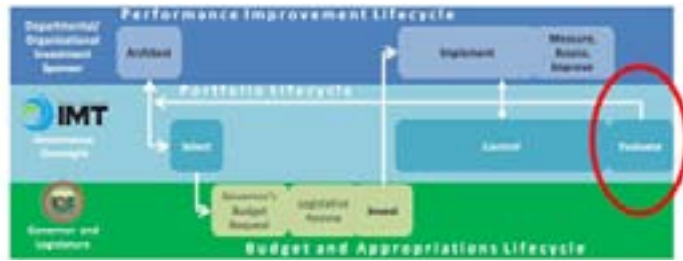 Performance Improvement Lifecycle
Departmental/
Organizational
Investment
Sponsor
Architect
Implement
Measure,
Assess,
Improve
Portfolio Lifecycle
IMT
Select
Control
Evaluate
Governor's
Budget
Request
Legislative
Review
Invest
Governor and
Legislature
Budget and Appropriations Lifecycle